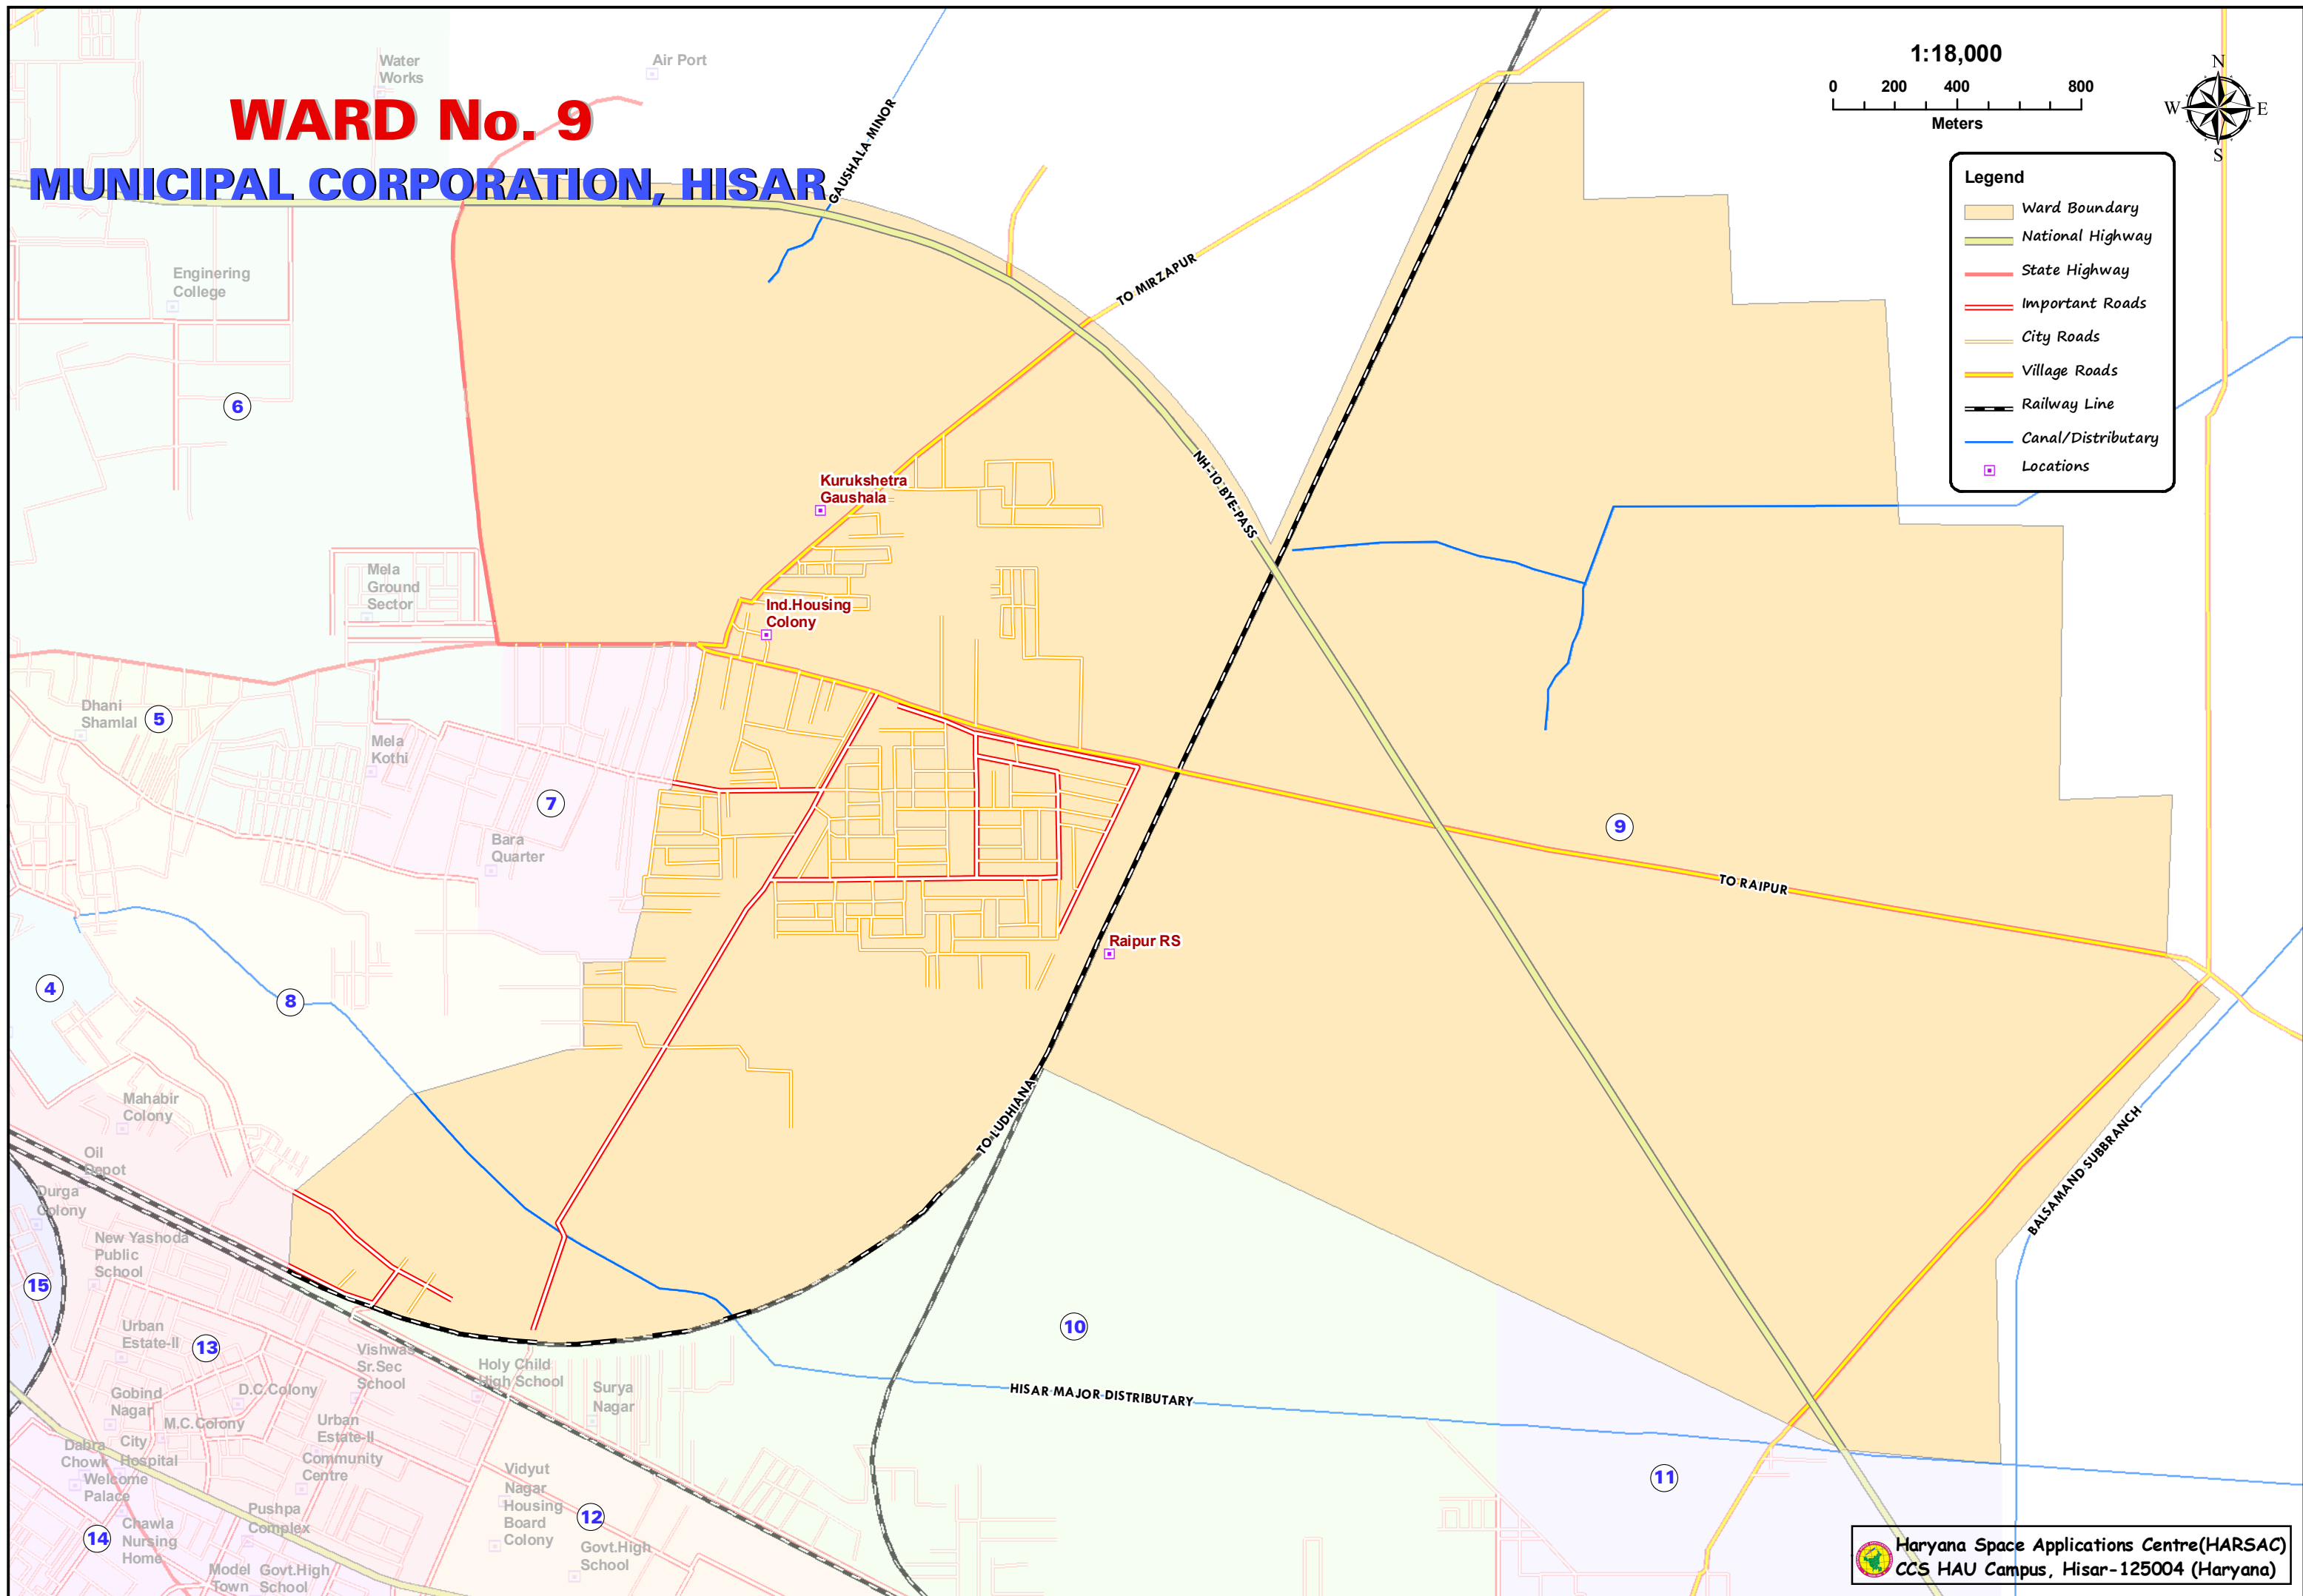 WARD No. 9
MUNICIPAL CORPORATION, HISAR
1:18,000
0 200 400 800
Meters
N
W E
S
Legend
Ward Boundary
National Highway
State Highway
Important Roads
City Roads
Village Roads
Railway Line
Canal/Distributary
Locations
Water
Works
Air Port
GAUSHALA MINOR
TO MIRZAPUR
Enginering
College
6
NH-10 BYE-PASS
Kurukshetra
Gaushala
Mela
Ground
Sector
Ind.Housing
Colony
Dhani
Shamlal
5
Mela
Kothi
7
9
Bara
Quarter
TO RAIPUR
Raipur RS
4
8
Mahabir
Colony
TO LUDHIANA
BALSAMAND SUBBRANCH
Oil
Depot
Durga
Colony
New Yashoda
Public
School
15
Urban
Estate-II
13
10
Vishwas
Sr.Sec
School
Holy Child
High School
Surya
Nagar
HISAR MAJOR DISTRIBUTARY
Gobind
Nagar
D.C.Colony
M.C.Colony
Urban
Estate-II
Dabra
Chowk
City
Hospital
Community
Centre
Welcome
Palace
Vidyut
Nagar
Housing
Board
Colony
11
12
Pushpa
Complex
14
Chawla
Nursing
Home
Govt.High
School
Model
Town
Govt.High
School
Haryana Space Applications Centre(HARSAC)
CCS HAU Campus, Hisar-125004 (Haryana)